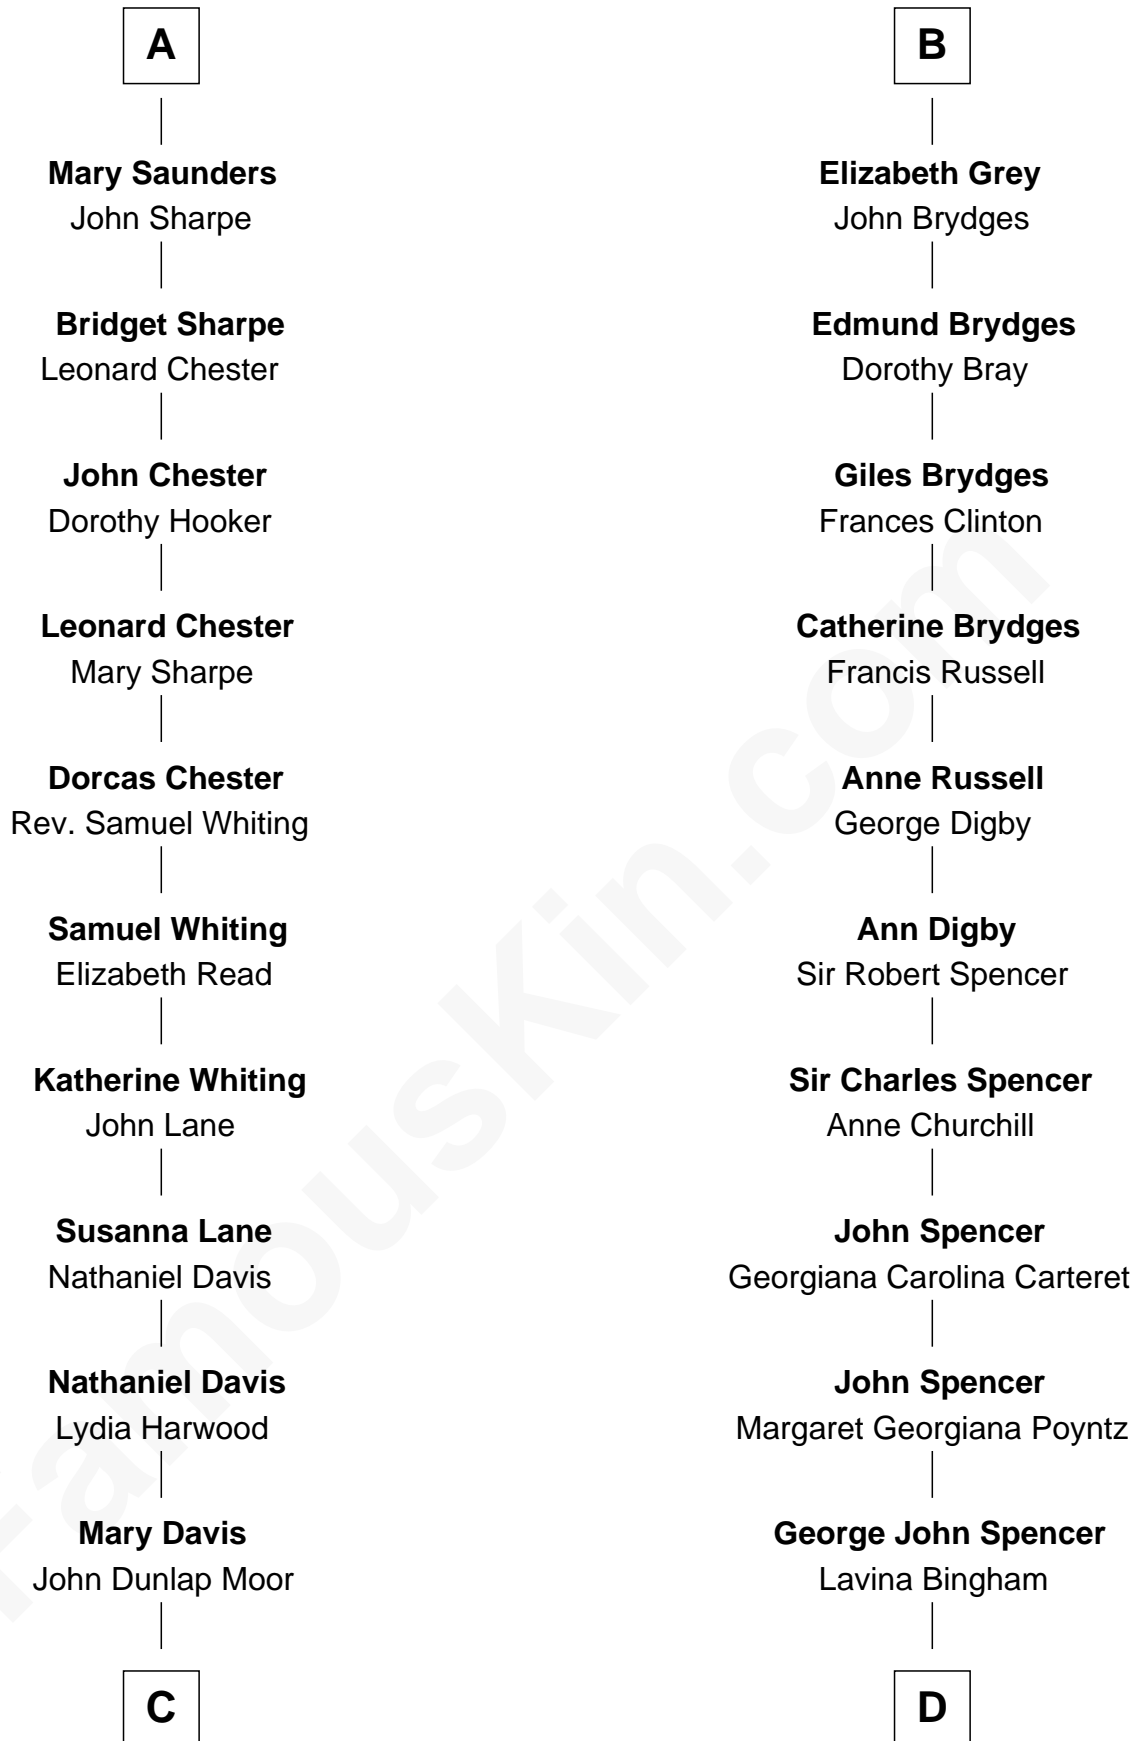 A
Mary Saunders
John Sharpe
Bridget Sharpe
Leonard Chester
John Chester
Dorothy Hooker
Leonard Chester
Mary Sharpe
Dorcas Chester
Rev. Samuel Whiting
Samuel Whiting
Elizabeth Read
Katherine Whiting
John Lane
Susanna Lane
Nathaniel Davis
Nathaniel Davis
Lydia Harwood
Mary Davis
John Dunlap Moor
C
B
Elizabeth Grey
John Brydges
Edmund Brydges
Dorothy Bray
Giles Brydges
Frances Clinton
Catherine Brydges
Francis Russell
Anne Russell
George Digby
Ann Digby
Sir Robert Spencer
Sir Charles Spencer
Anne Churchill
John Spencer
Georgiana Carolina Carteret
John Spencer
Margaret Georgiana Poyntz
George John Spencer
Lavina Bingham
D
FamousKin.com